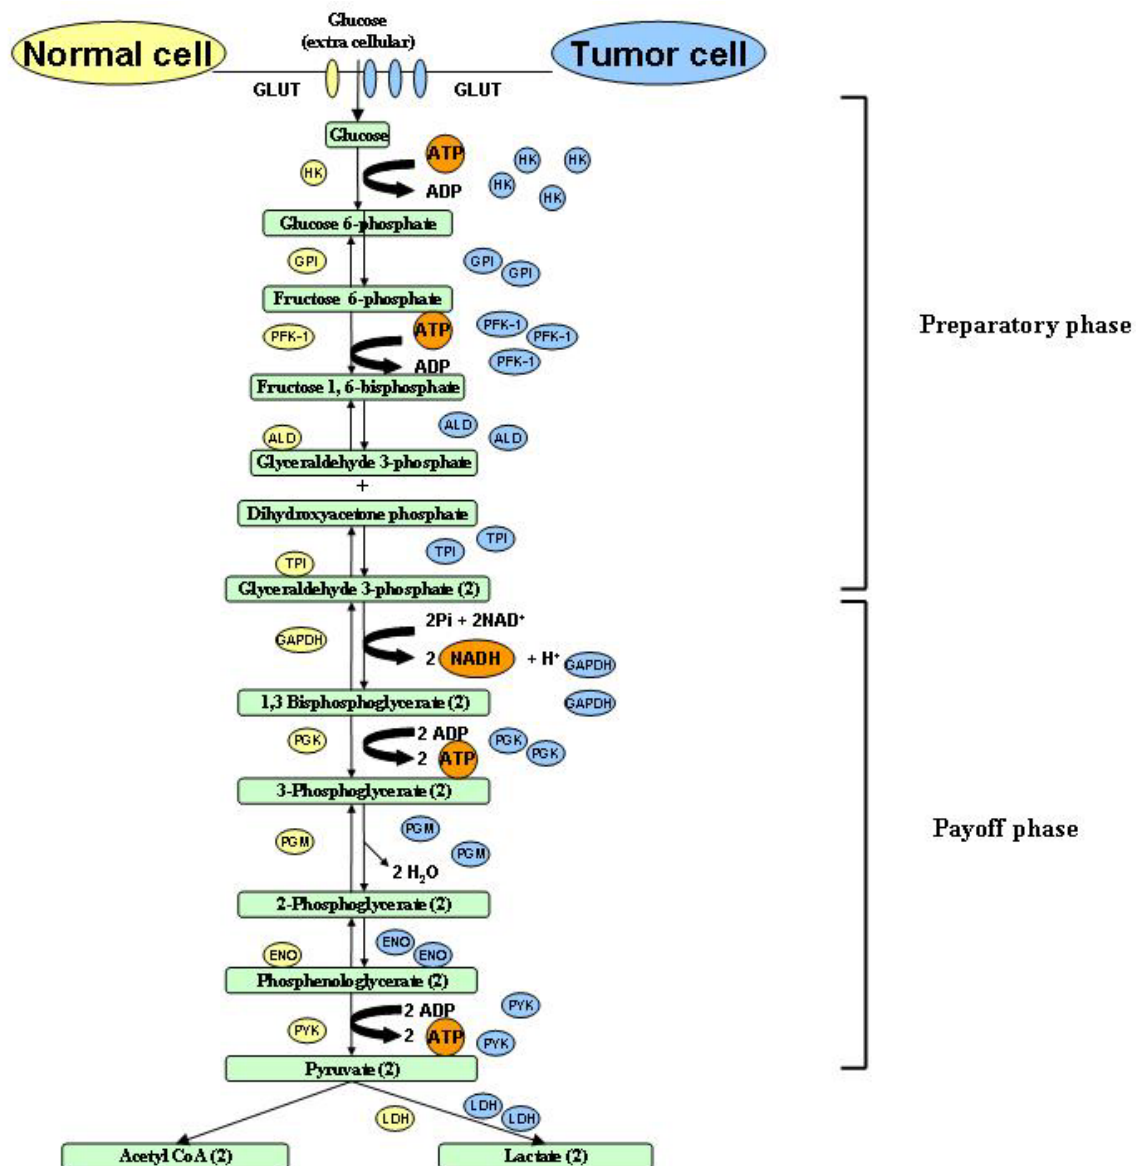 Glucose
(extra cellular)
Normal cell
Tumor cell
GLUT
GLUT
Glucose
ATP
HK
HK
HK
HK
HK
ADP
Glucose 6-phosphate
GPI
GPI
GPI
Fructose 6-phosphate
PFK-1
ATP
PFK-1
PFK-1
PFK-1
ADP
Preparatory phase
Fructose 1, 6-bisphosphate
ALD
ALD
ALD
Glyceraldehyde 3-phosphate
+
Dihydroxyacetone phosphate
TPI
TPI
TPI
Glyceraldehyde 3-phosphate (2)
2Pi + 2NAD⁺
GAPDH
2 NADH + H⁺
GAPDH
GAPDH
1,3 Bisphosphoglycerate (2)
2 ADP
PGK
PGK
PGK
2 ATP
3-Phosphoglycerate (2)
Payoff phase
PGM
PGM
PGM
2 H₂O
2-Phosphoglycerate (2)
ENO
ENO
ENO
Phosphenologlycerate (2)
2 ADP
PYK
PYK
PYK
2 ATP
Pyruvate (2)
LDH
LDH
LDH
Acetyl CoA (2)
Lactate (2)